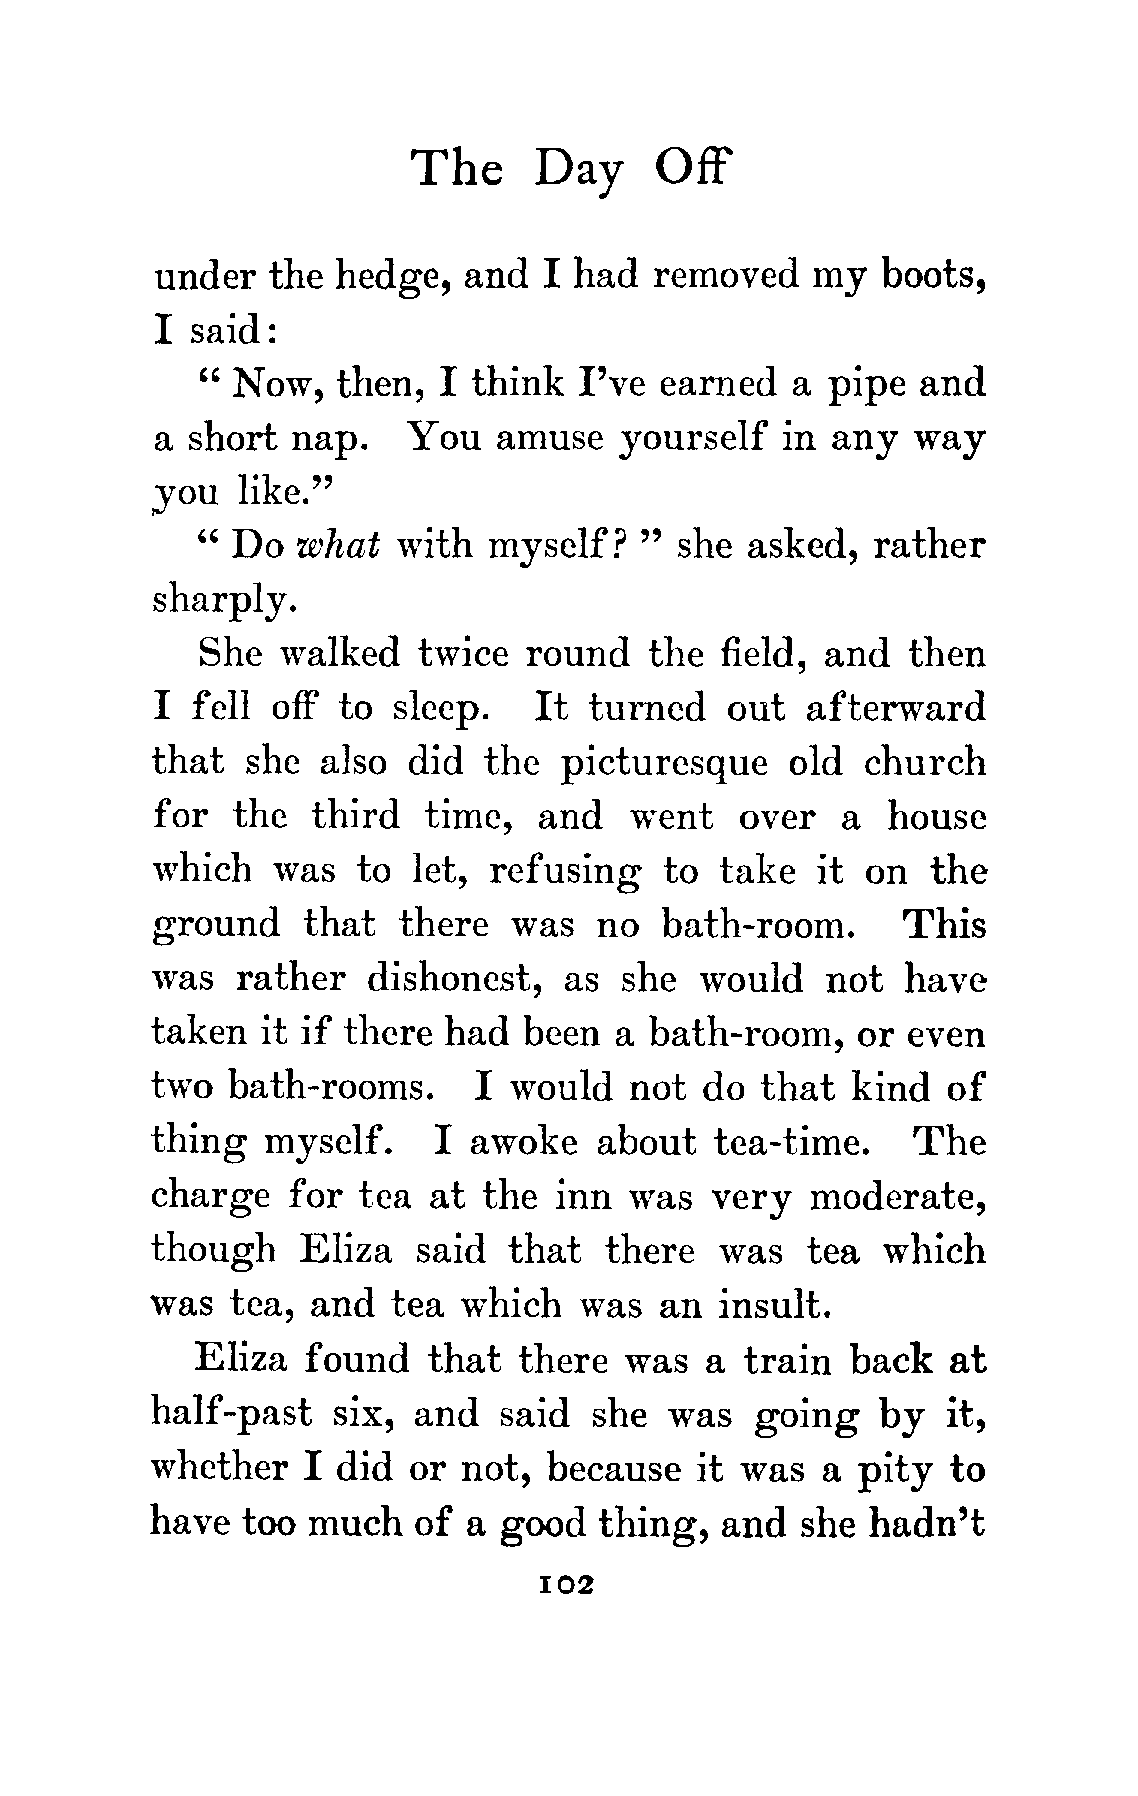 The Day Off
under the hedge, and I had removed my boots,
I said:
“ Now, then, I think I’ve earned a pipe and
a short nap. You amuse yourself in any way
you like.”
“ Do what with myself? ” she asked, rather
sharply.
She walked twice round the field, and then
I fell off to sleep. It turned out afterward
that she also did the picturesque old church
for the third time, and went over a house
which was to let, refusing to take it on the
ground that there was no bath-room. This
was rather dishonest, as she would not have
taken it if there had been a bath-room, or even
two bath-rooms. I would not do that kind of
thing myself. I awoke about tea-time. The
charge for tea at the inn was very moderate,
though Eliza said that there was tea which
was tea, and tea which was an insult.
Eliza found that there was a train back at
half-past six, and said she was going by it,
whether I did or not, because it was a pity to
have too much of a good thing, and she hadn’t
102